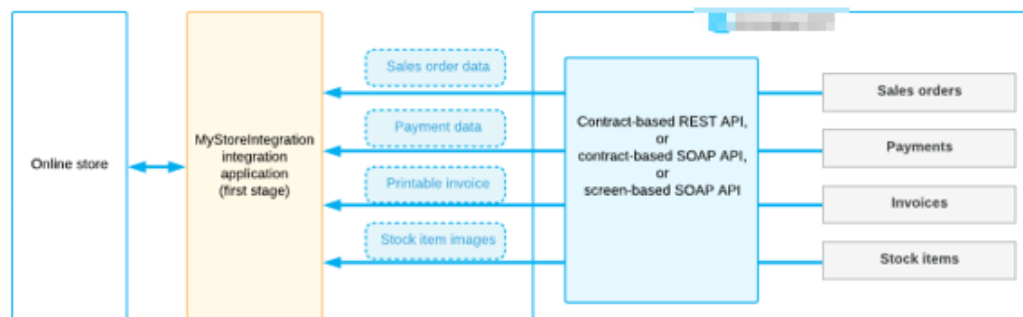 Online store
MyStoreIntegration
integration
application
(first stage)
Sales order data
Payment data
Printable invoice
Stock item images
Contract-based REST API,
or
contract-based SOAP API,
or
screen-based SOAP API
Sales orders
Payments
Invoices
Stock items